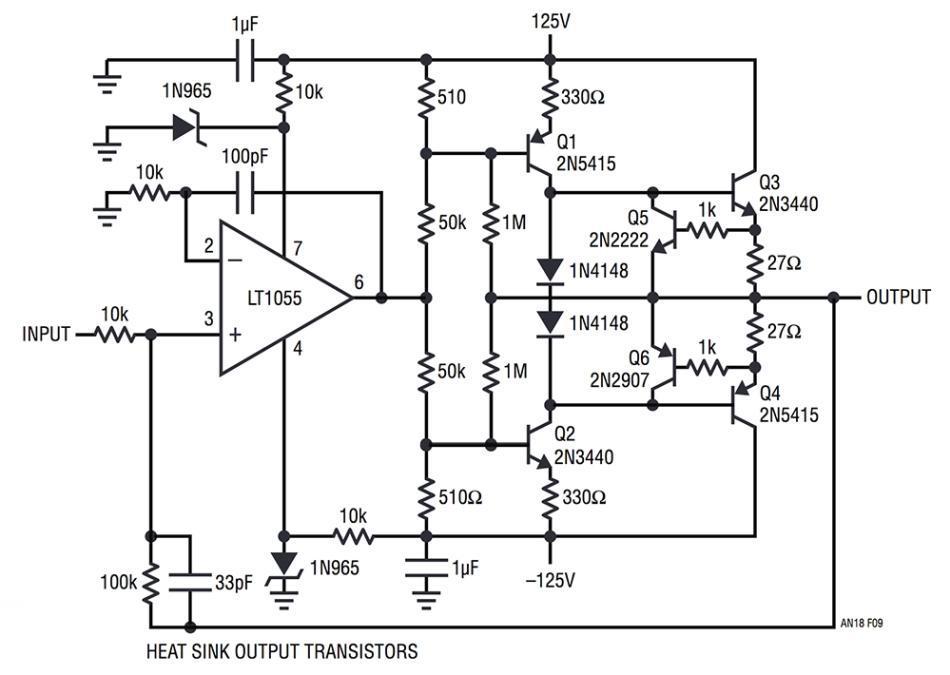 125V
1µF
1N965
10k
510
330Ω
Q1
2N5415
100pF
10k
Q3
2N3440
50k
1M
Q5
2N2222
1k
2
7
1N4148
27Ω
LT1055
6
OUTPUT
INPUT
10k
3
4
1N4148
27Ω
50k
1M
Q6
2N2907
1k
Q4
2N5415
Q2
2N3440
510Ω
330Ω
10k
100k
33pF
1N965
1µF
–125V
AN18 F09
HEAT SINK OUTPUT TRANSISTORS